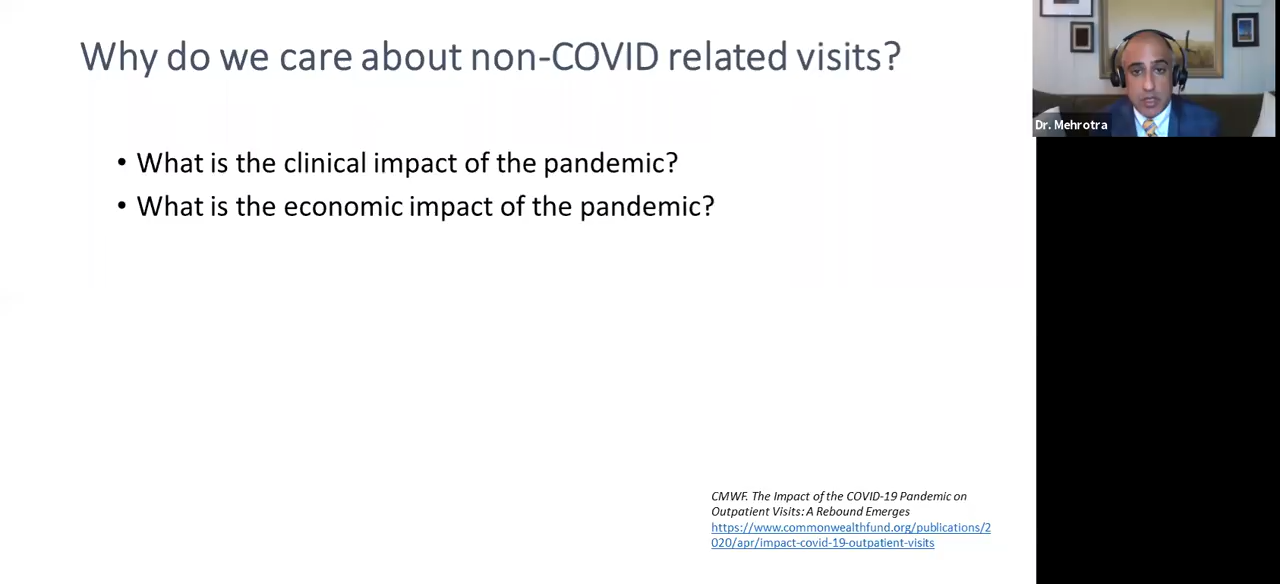 Why do we care about non-COVID related visits?
Dr. Mehrotra
• What is the clinical impact of the pandemic?
• What is the economic impact of the pandemic?
CMWF. The Impact of the COVID-19 Pandemic on
Outpatient Visits: A Rebound Emerges
https://www.commonwealthfund.org/publications/2
020/apr/impact-covid-19-outpatient-visits